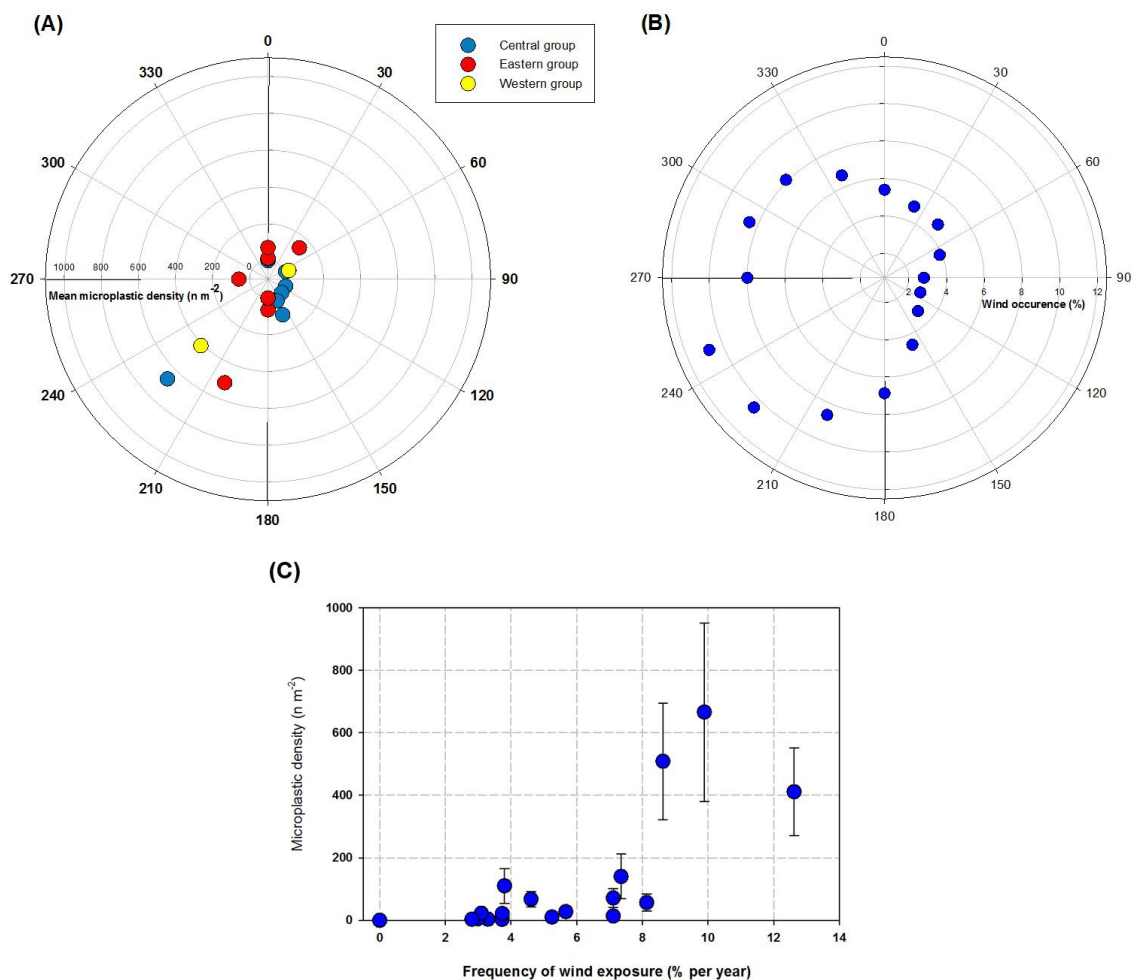 (A)
0
30
60
90
120
150
180
210
240
270
300
330
1000 800 600 400 200 0
Mean microplastic density (n m-2)
Central group
Eastern group
Western group
(B)
0
30
60
90
120
150
180
210
240
270
300
330
2 4 6 8 10 12
Wind occurence (%)
(C)
1000
800
600
400
200
0
Microplastic density (n m-2)
0 2 4 6 8 10 12 14
Frequency of wind exposure (% per year)